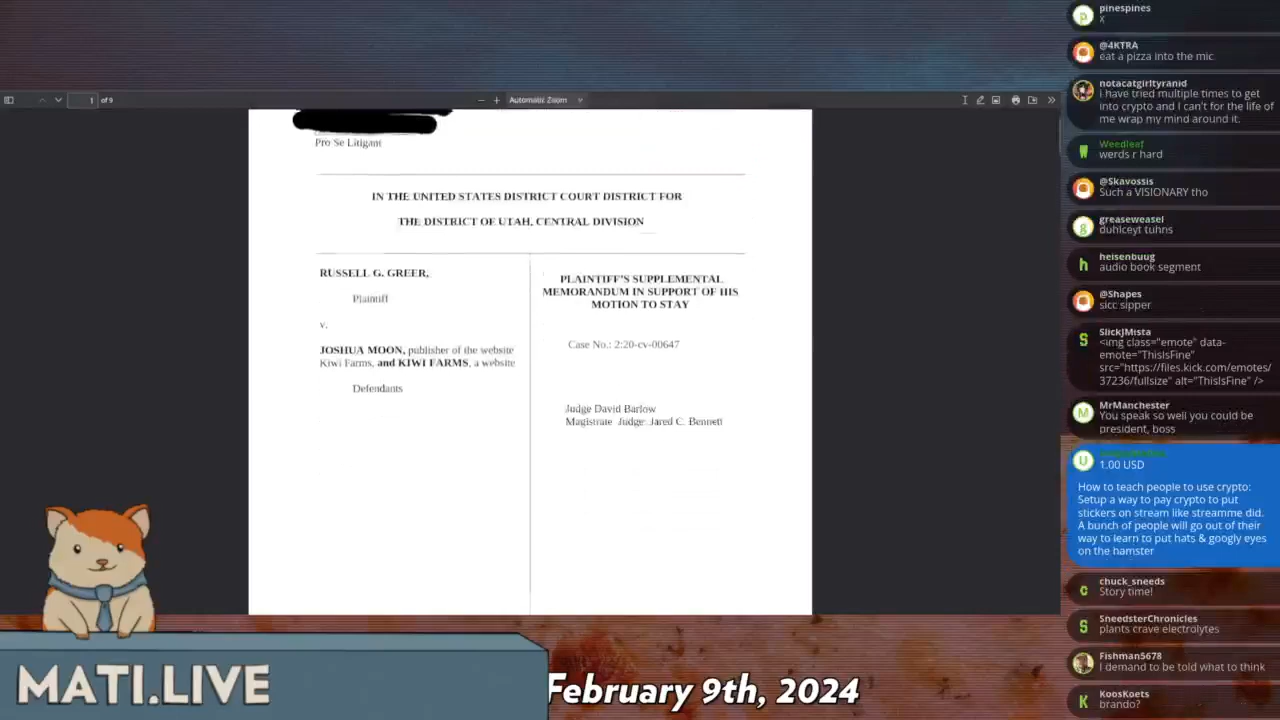 1 of 9
Automatic Zoom
Pro Se Litigant
IN THE UNITED STATES DISTRICT COURT DISTRICT FOR
THE DISTRICT OF UTAH, CENTRAL DIVISION
RUSSELL G. GREER,
Plaintiff
v.
JOSHUA MOON, publisher of the website
Kiwi Farms, and KIWI FARMS, a website
Defendants
PLAINTIFF'S SUPPLEMENTAL
MEMORANDUM IN SUPPORT OF HIS
MOTION TO STAY
Case No.: 2:20-cv-00647
Judge David Barlow
Magistrate Judge Jared C. Bennett
pinespines
x
@4KTRA
eat a pizza into the mic
notacatgirltyranid
i have tried multiple times to get
into crypto and I can't for the life of
me wrap my mind around it.
Weedleaf
werds r hard
@Skavossis
Such a VISIONARY tho
greaseweasel
duhlceyt tuhns
heisenbuug
audio book segment
@Shapes
sicc sipper
SlickJMista
<img class="emote" data-
emote="ThisIsFine"
src="https://files.kick.com/emotes/
37236/fullsize" alt="ThisIsFine" />
MrManchester
You speak so well you could be
president, boss
1.00 USD
How to teach people to use crypto:
Setup a way to pay crypto to put
stickers on stream like streamme did.
A bunch of people will go out of their
way to learn to put hats & googly eyes
on the hamster
chuck_sneeds
Story time!
SneedsterChronicles
plants crave electrolytes
Fishman5678
I demand to be told what to think
KoosKoets
brando?
MATI.LIVE
February 9th, 2024